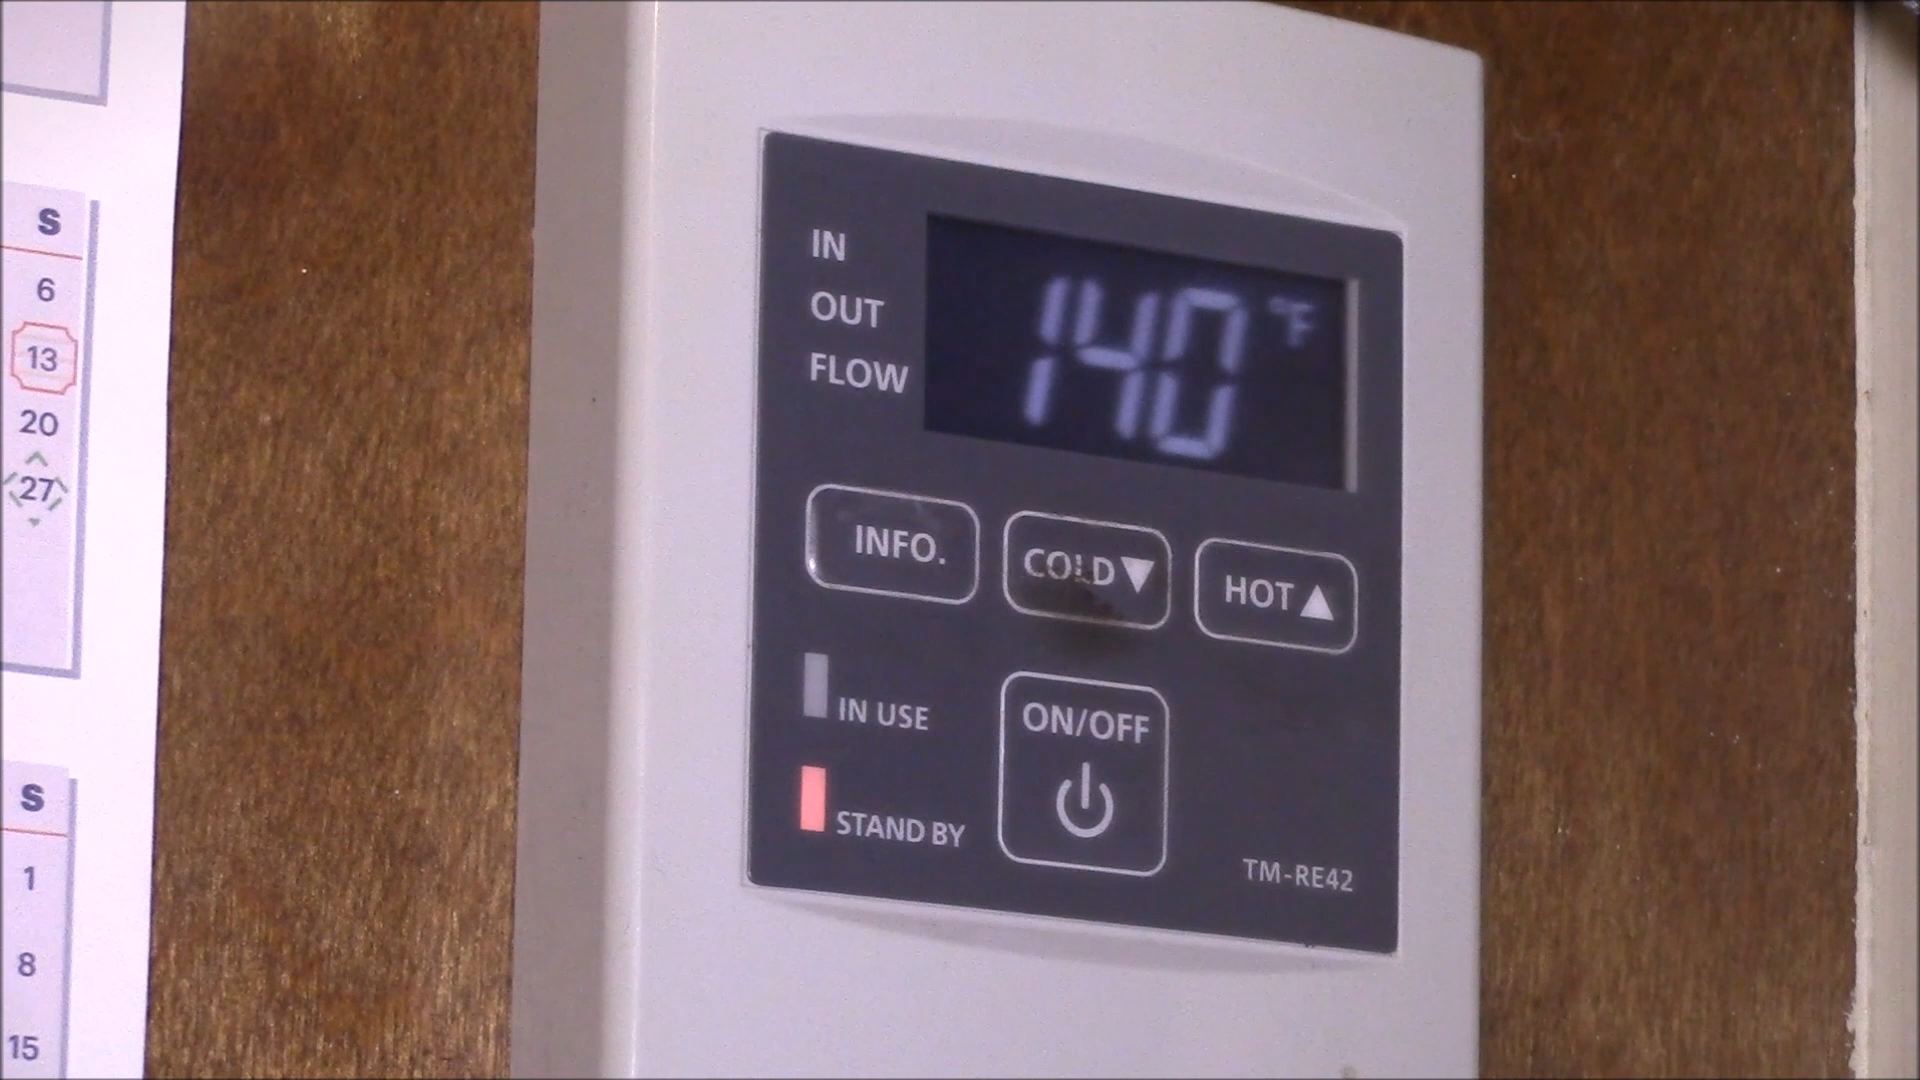 S
6
13
20
27
S
1
8
15
IN
OUT
FLOW
140 °F
INFO.
COLD▼
HOT▲
IN USE
ON/OFF
STAND BY
TM-RE42